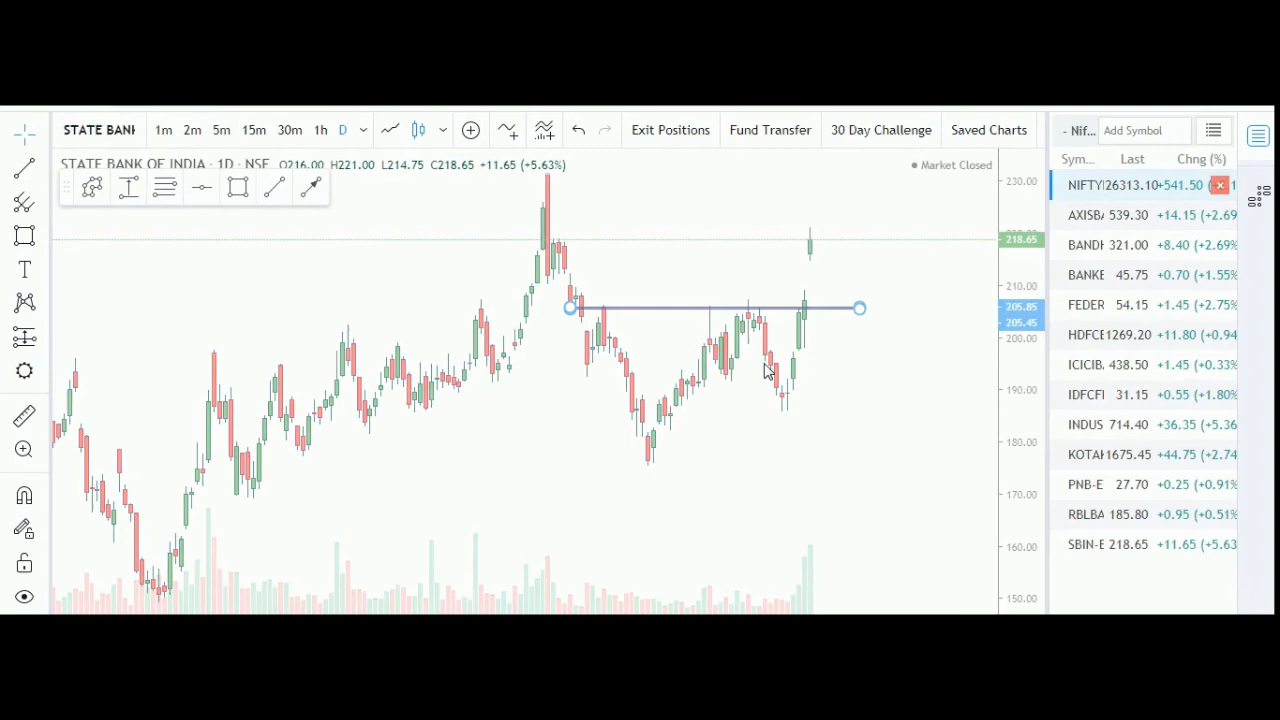 STATE BANK 1m 2m 5m 15m 30m 1h D Exit Positions Fund Transfer 30 Day Challenge Saved Charts
- Nif... Add Symbol
STATE BANK OF INDIA · 1D · NSE O216.00 H221.00 L214.75 C218.65 +11.65 (+5.63%)
Market Closed
T
230.00
218.65
210.00
205.85
205.45
200.00
190.00
180.00
170.00
160.00
150.00
Sym... Last Chng (%)
NIFTY 26313.10 +541.50
AXISBA 539.30 +14.15 (+2.69
BANDH 321.00 +8.40 (+2.69%
BANKE 45.75 +0.70 (+1.55%
FEDER 54.15 +1.45 (+2.75%
HDFCE 1269.20 +11.80 (+0.94
ICICIB 438.50 +1.45 (+0.33%
IDFCFI 31.15 +0.55 (+1.80%
INDUS 714.40 +36.35 (+5.36
KOTAK 1675.45 +44.75 (+2.74
PNB-E 27.70 +0.25 (+0.91%
RBLBA 185.80 +0.95 (+0.51%
SBIN-E 218.65 +11.65 (+5.63